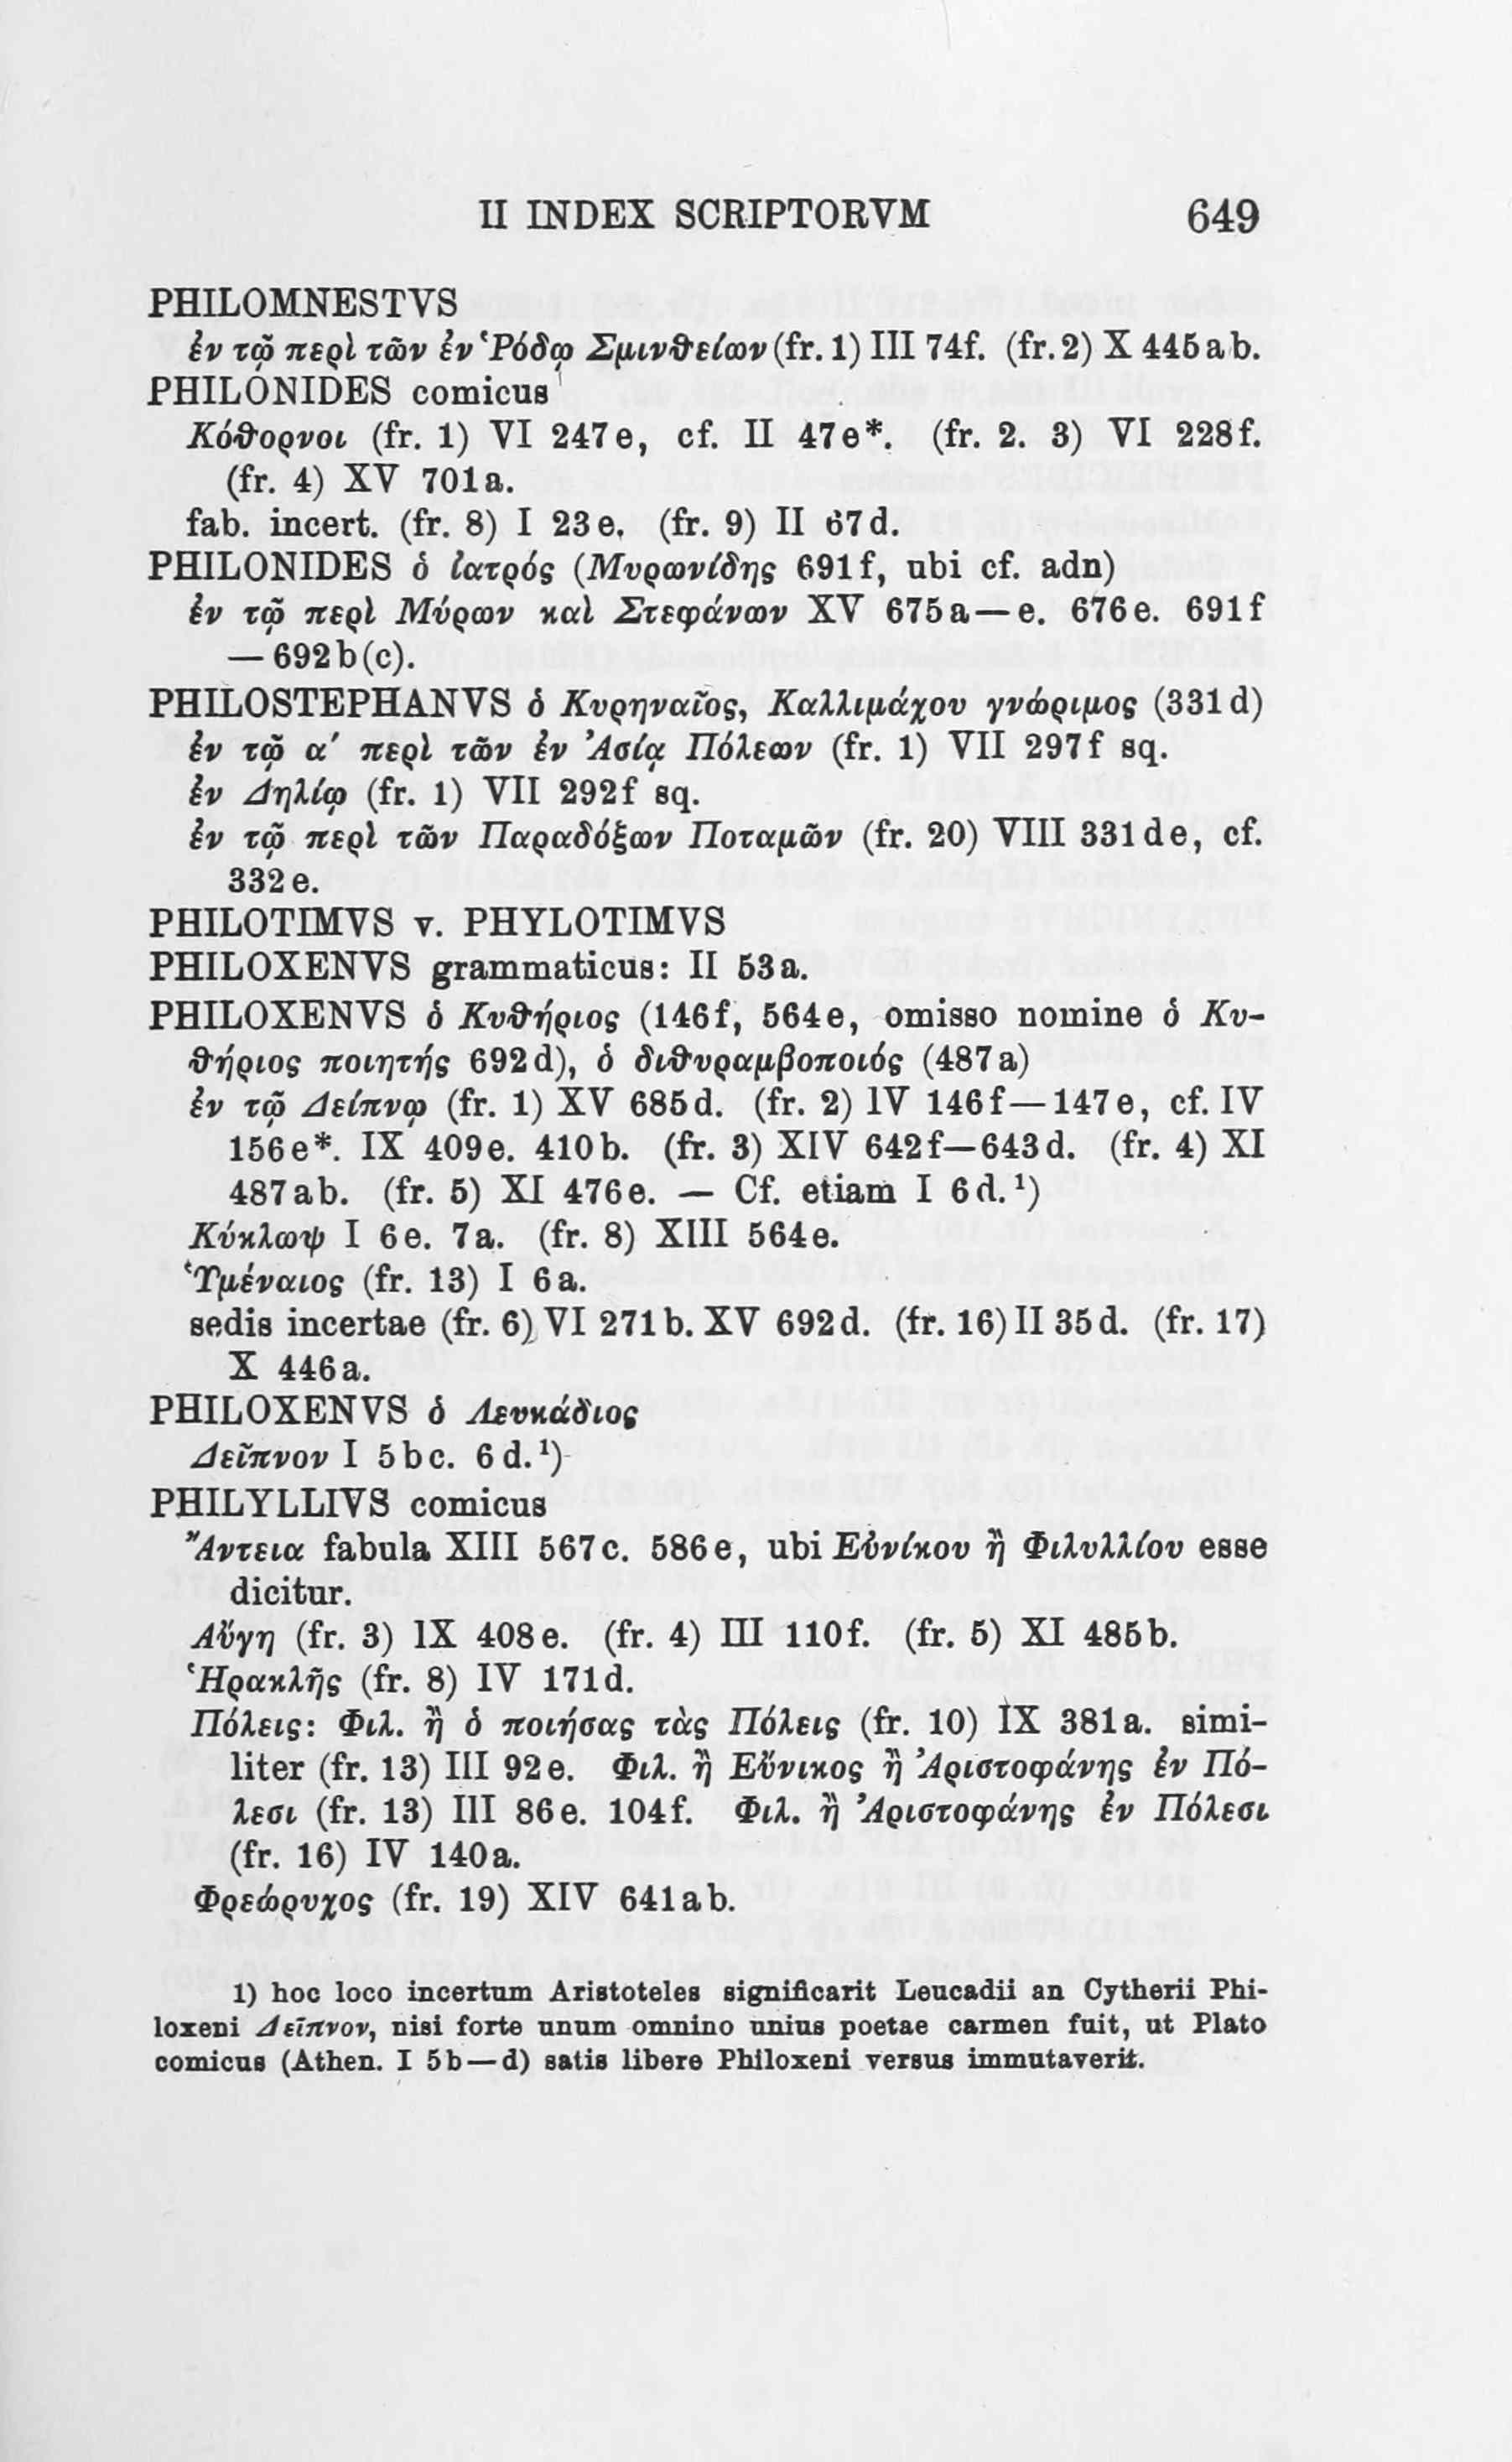 II INDEX SCRIPTORVM 649
PHILOMNESTVS
ἐν τῷ περὶ τῶν ἐν Ῥόδῳ Σμινθείων (fr. 1) III 74f. (fr. 2) X 445ab.
PHILONIDES comicus
Κόθορνοι (fr. 1) VI 247e, cf. II 47e*. (fr. 2. 3) VI 228f.
(fr. 4) XV 701a.
fab. incert. (fr. 8) I 23e. (fr. 9) II 67d.
PHILONIDES ὁ ἰατρός (Μυρωνίδης 691f, ubi cf. adn)
ἐν τῷ περὶ Μύρων καὶ Στεφάνων XV 675a—e. 676e. 691f
—692b(c).
PHILOSTEPHANVS ὁ Κυρηναῖος, Καλλιμάχου γνώριμος (331d)
ἐν τῷ α′ περὶ τῶν ἐν Ἀσίᾳ Πόλεων (fr. 1) VII 297f sq.
ἐν Δηλίῳ (fr. 1) VII 292f sq.
ἐν τῷ περὶ τῶν Παραδόξων Ποταμῶν (fr. 20) VIII 331de, cf.
332e.
PHILOTIMVS v. PHYLOTIMVS
PHILOXENVS grammaticus: II 53a.
PHILOXENVS ὁ Κυθήριος (146f, 564e, omisso nomine ὁ Κυ-
θήριος ποιητής 692d), ὁ διθυραμβοποιός (487a)
ἐν τῷ Δείπνῳ (fr. 1) XV 685d. (fr. 2) IV 146f—147e, cf. IV
156e*. IX 409e. 410b. (fr. 3) XIV 642f—643d. (fr. 4) XI
487ab. (fr. 5) XI 476e. — Cf. etiam I 6d.¹)
Κύκλωψ I 6e. 7a. (fr. 8) XIII 564e.
Ὑμέναιος (fr. 13) I 6a.
sedis incertae (fr. 6) VI 271b. XV 692d. (fr. 16) II 35d. (fr. 17)
X 446a.
PHILOXENVS ὁ Λευκάδιος
Δεῖπνον I 5bc. 6d.¹)
PHILYLLIVS comicus
Ἄντεια fabula XIII 567c. 586e, ubi Εὐνίκου ἢ Φιλυλλίου esse
dicitur.
Αὔγη (fr. 3) IX 408e. (fr. 4) III 110f. (fr. 5) XI 485b.
Ἡρακλῆς (fr. 8) IV 171d.
Πόλεις: Φιλ. ἢ ὁ ποιήσας τὰς Πόλεις (fr. 10) IX 381a. simi-
liter (fr. 13) III 92e. Φιλ. ἢ Εὔνικος ἢ Ἀριστοφάνης ἐν Πό-
λεσι (fr. 13) III 86e. 104f. Φιλ. ἢ Ἀριστοφάνης ἐν Πόλεσι
(fr. 16) IV 140a.
Φρεώρυχος (fr. 19) XIV 641ab.
1) hoc loco incertum Aristoteles significarit Leucadii an Cytherii Phi-
loxeni Δεῖπνον, nisi forte unum omnino unius poetae carmen fuit, ut Plato
comicus (Athen. I 5b—d) satis libere Philoxeni versus immutaverit.